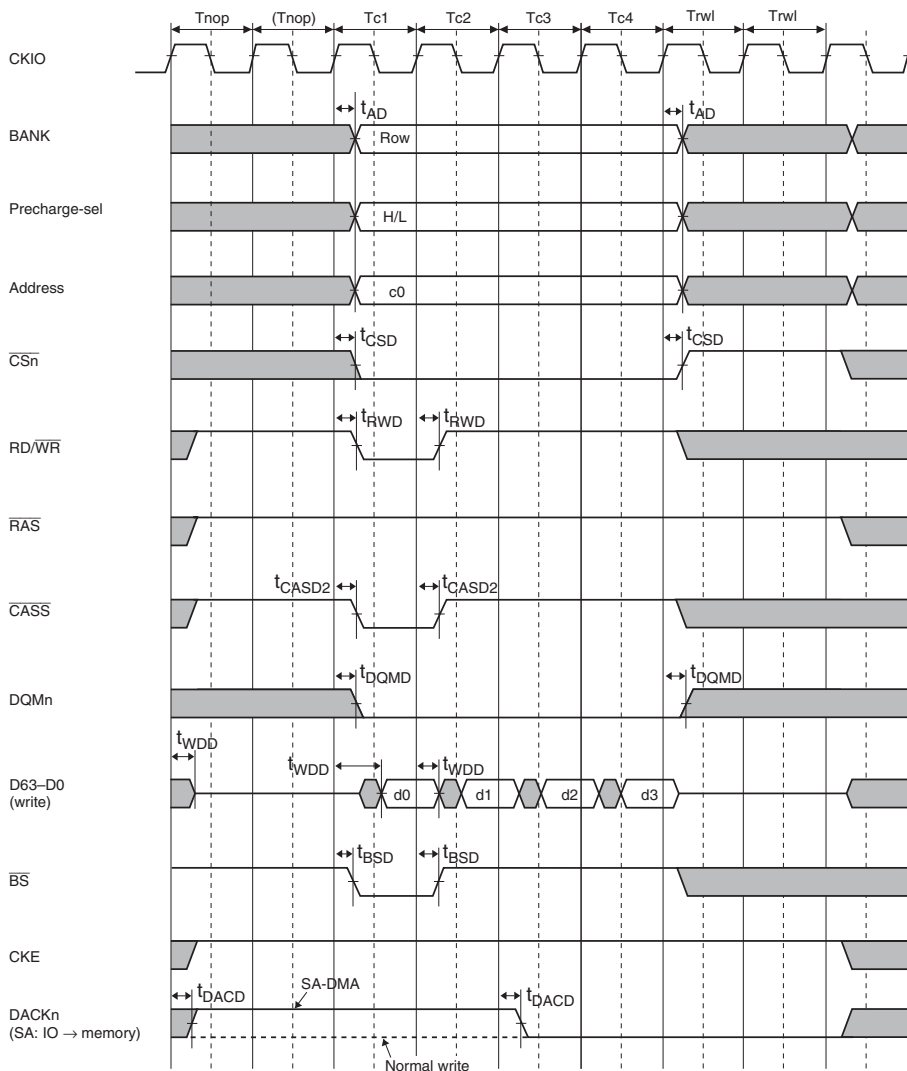 Tnop (Tnop) Tc1 Tc2 Tc3 Tc4 Trwl Trwl
CKIO
tAD tAD
BANK Row
Precharge-sel H/L
Address c0
tCSD tCSD
CSn
tRWD tRWD
RD/WR
RAS
tCASD2 tCASD2
CASS
tDQMD tDQMD
DQMn
tWDD
tWDD tWDD
D63–D0 d0 d1 d2 d3
(write)
tBSD tBSD
BS
CKE
SA-DMA
tDACD tDACD
DACKn
(SA: IO → memory)
Normal write